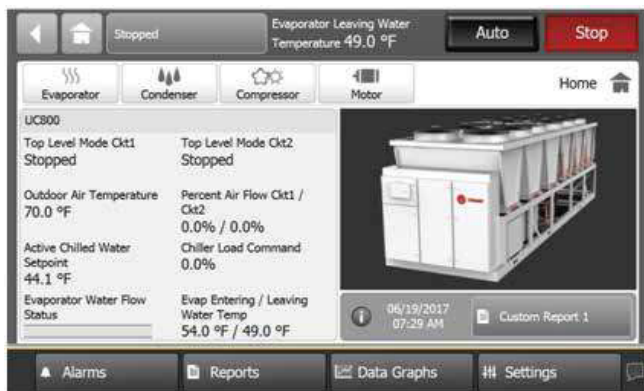 Stopped
Evaporator Leaving Water
Temperature 49.0 °F
Auto
Stop
Evaporator
Condenser
Compressor
Motor
Home
UC800
Top Level Mode Ckt1
Stopped
Top Level Mode Ckt2
Stopped
Outdoor Air Temperature
70.0 °F
Percent Air Flow Ckt1 /
Ckt2
0.0% / 0.0%
Active Chilled Water
Setpoint
44.1 °F
Chiller Load Command
0.0%
Evaporator Water Flow
Status
Evap Entering / Leaving
Water Temp
54.0 °F / 49.0 °F
06/19/2017
07:29 AM
Custom Report 1
Alarms
Reports
Data Graphs
Settings